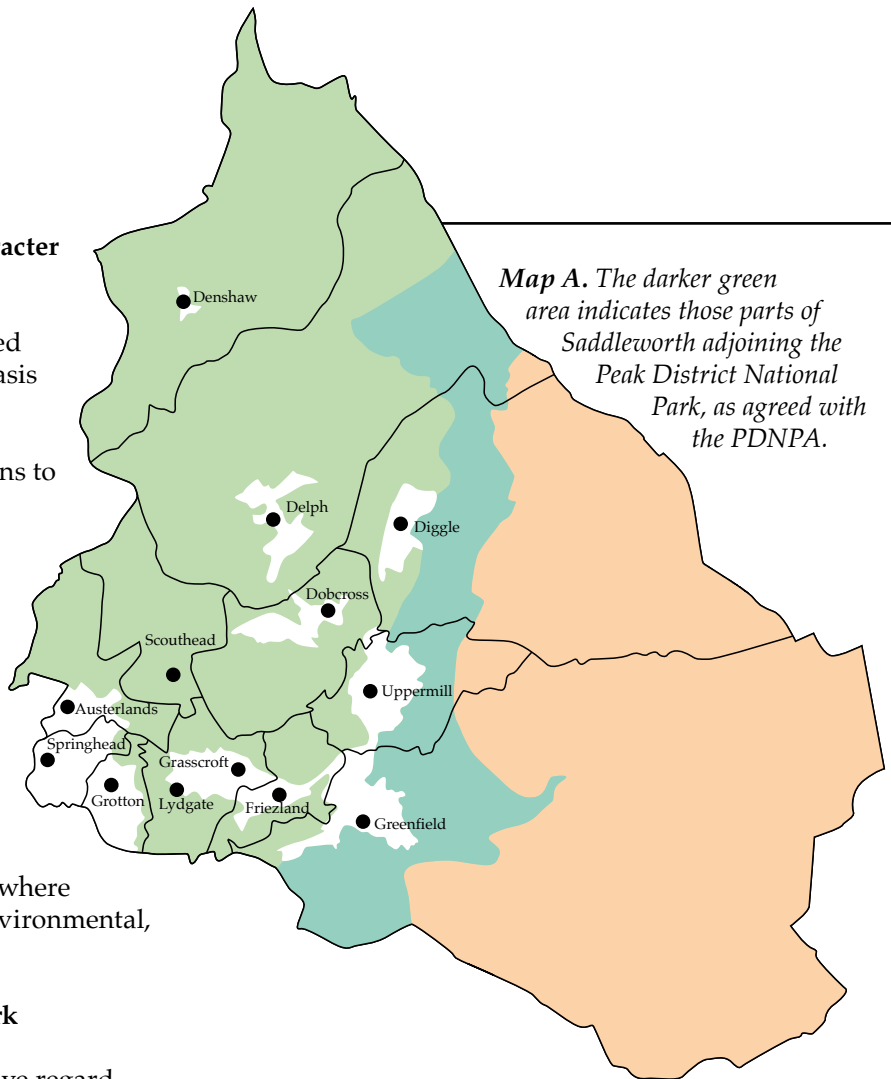 acter
ed
asis
ns to
where
vironmental,
rk
ve regard
Map A. The darker green
area indicates those parts of
Saddleworth adjoining the
Peak District National
Park, as agreed with
the PDNPA.
Denshaw
Delph
Diggle
Dobcross
Scouthead
Uppermill
Austerlands
Springhead
Grasscroft
Grotton
Lydgate
Friezland
Greenfield